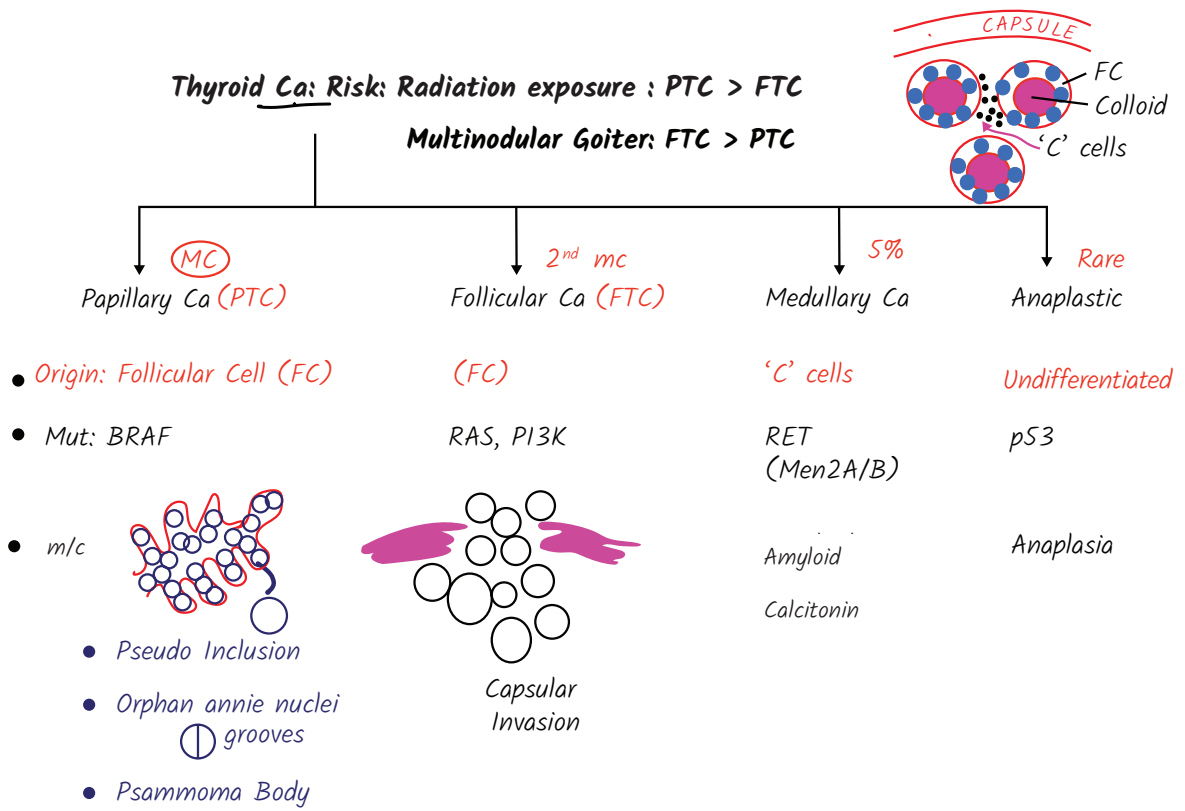 CAPSULE
FC
Colloid
'C' cells
Thyroid Ca: Risk: Radiation exposure : PTC > FTC
Multinodular Goiter: FTC > PTC
MC
2nd mc
5%
Rare
Papillary Ca (PTC)
Follicular Ca (FTC)
Medullary Ca
Anaplastic
• Origin: Follicular Cell (FC)
(FC)
'C' cells
Undifferentiated
• Mut: BRAF
RAS, PI3K
RET
(Men2A/B)
p53
• m/c
Amyloid
Calcitonin
Anaplasia
• Pseudo Inclusion
• Orphan annie nuclei
grooves
• Psammoma Body
Capsular
Invasion